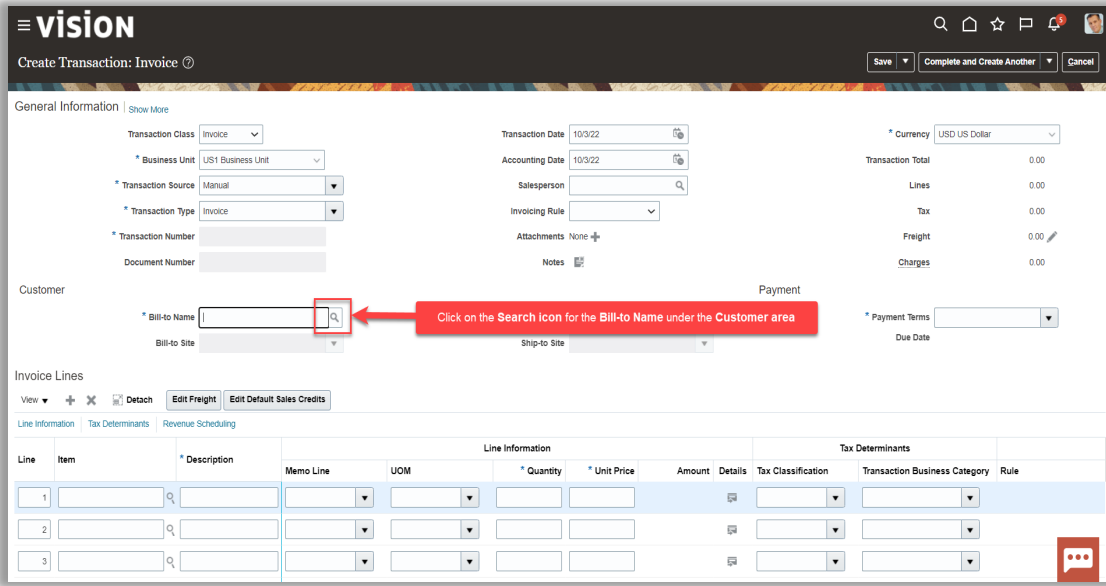 vision
5
Create Transaction: Invoice ?
Save
Complete and Create Another
Cancel
General Information | Show More
Transaction Class Invoice
Transaction Date 10/3/22
* Currency USD US Dollar
* Business Unit US1 Business Unit
Accounting Date 10/3/22
Transaction Total 0.00
* Transaction Source Manual
Salesperson
Lines 0.00
* Transaction Type Invoice
Invoicing Rule
Tax 0.00
* Transaction Number
Attachments None
Freight 0.00
Document Number
Notes
Charges 0.00
Customer
Payment
* Bill-to Name
Click on the Search icon for the Bill-to Name under the Customer area
* Payment Terms
Bill-to Site
Ship-to Site
Due Date
Invoice Lines
View
Detach
Edit Freight
Edit Default Sales Credits
Line Information | Tax Determinants | Revenue Scheduling
Line Information
Tax Determinants
Line Item * Description
Memo Line UOM * Quantity * Unit Price Amount Details Tax Classification Transaction Business Category Rule
1
2
3